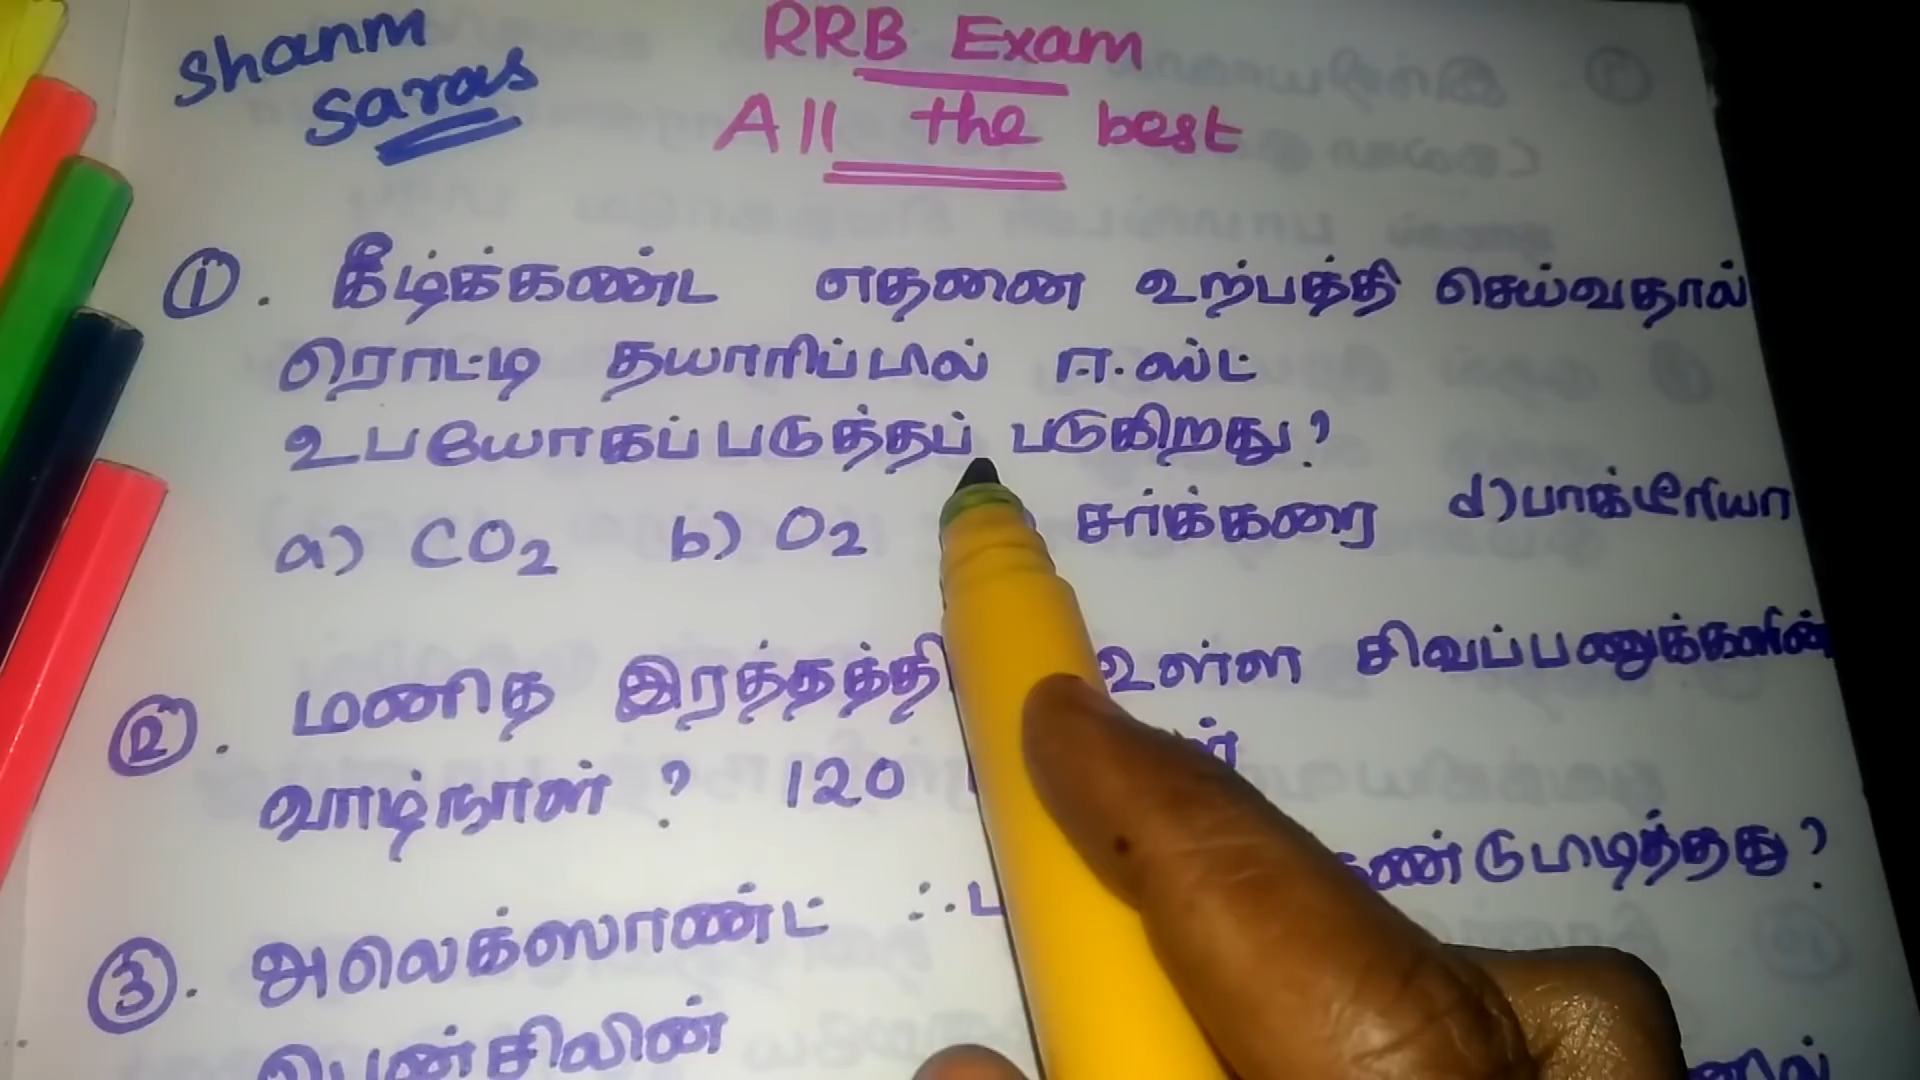 Shanm
Saras
RRB Exam
All the best
①. கீழ்க்கண்ட எதனை உற்பத்தி செய்வதால்
ரொட்டி தயாரிப்பில் ஈ.ஸ்ட்
உபயோகப்படுத்தப் படுகிறது?
a) CO2 b) O2 சர்க்கரை d) பாக்டீரியா
②. மனித இரத்தத்தி உள்ள சிவப்பணுக்களின்
வாழ்நாள்? 120
③. அலெக்ஸாண்ட் கண்டுபிடித்தது?
பென்சிலின்